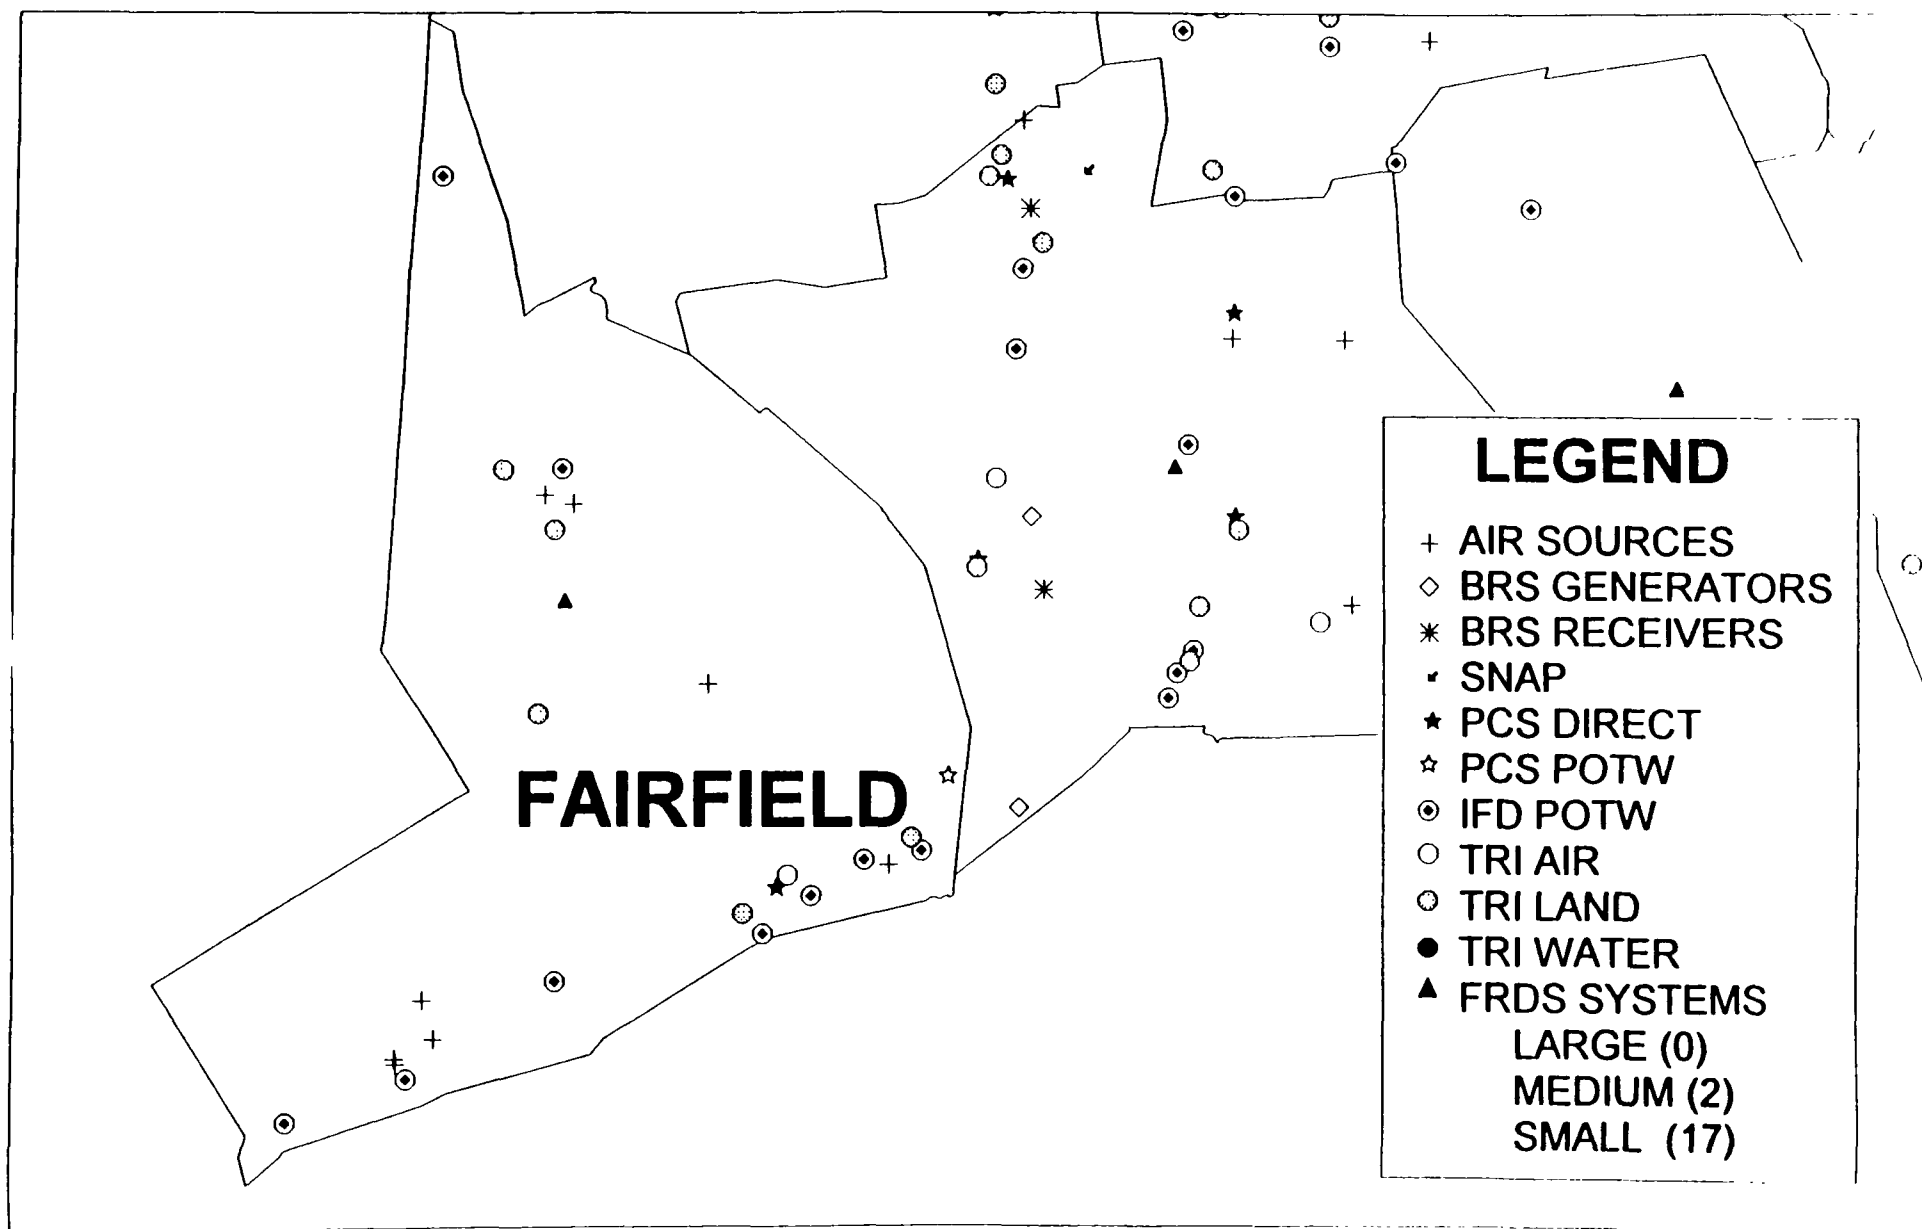 FAIRFIELD
LEGEND
AIR SOURCES
BRS GENERATORS
BRS RECEIVERS
SNAP
PCS DIRECT
PCS POTW
IFD POTW
TRI AIR
TRI LAND
TRI WATER
FRDS SYSTEMS
LARGE (0)
MEDIUM (2)
SMALL (17)